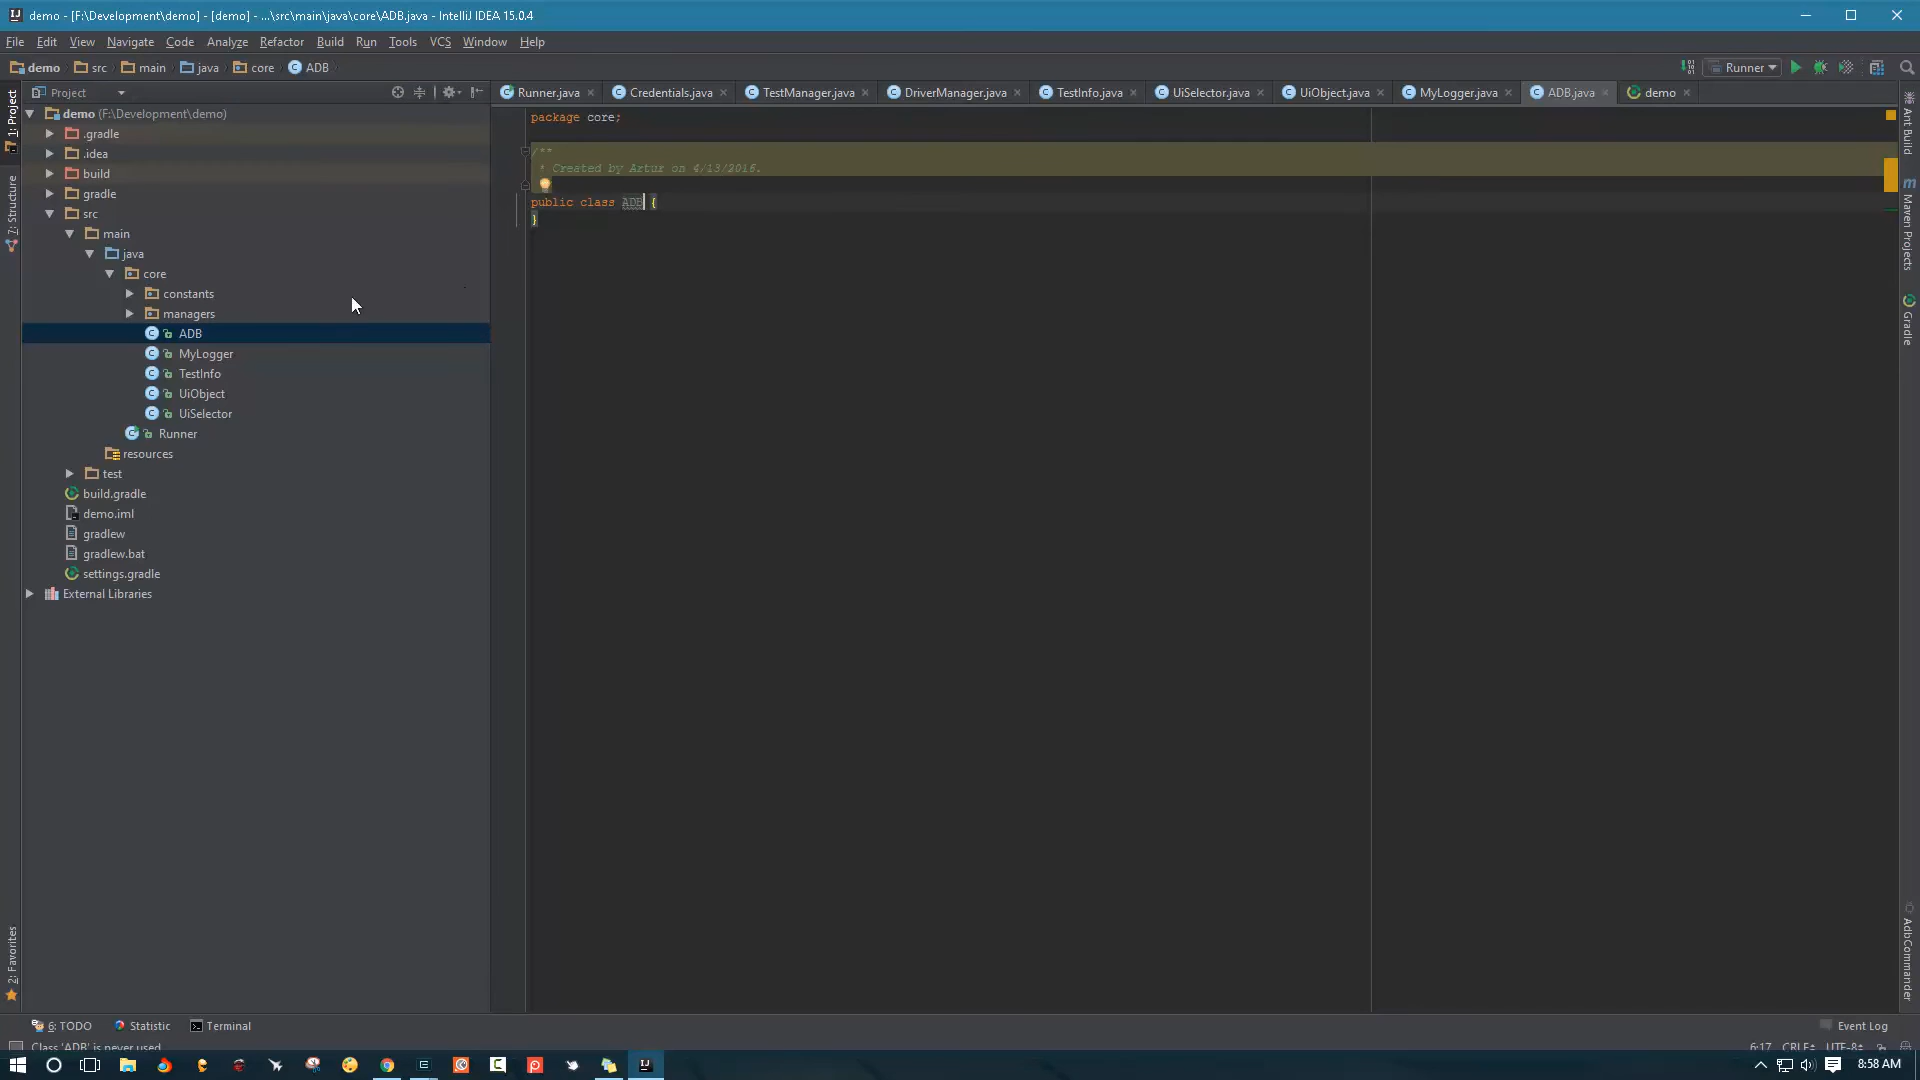 demo - [F:\Development\demo] - [demo] - ...\src\main\java\core\ADB.java - IntelliJ IDEA 15.0.4
File Edit View Navigate Code Analyze Refactor Build Run Tools VCS Window Help
demo src main java core ADB
Runner
Project
Runner.java Credentials.java TestManager.java DriverManager.java TestInfo.java UiSelector.java UiObject.java MyLogger.java ADB.java demo
1: Project
7: Structure
2: Favorites
demo (F:\Development\demo)
.gradle
.idea
build
gradle
src
main
java
core
constants
managers
ADB
MyLogger
TestInfo
UiObject
UiSelector
Runner
resources
test
build.gradle
demo.iml
gradlew
gradlew.bat
settings.gradle
External Libraries
package core;
/**
* Created by Artur on 4/13/2016.
public class ADB {
}
Ant Build
Maven Projects
Gradle
AdbCommander
6: TODO Statistic Terminal
Event Log
Class 'ADB' is never used
6:17 CRLF÷ UTF-8÷
8:58 AM